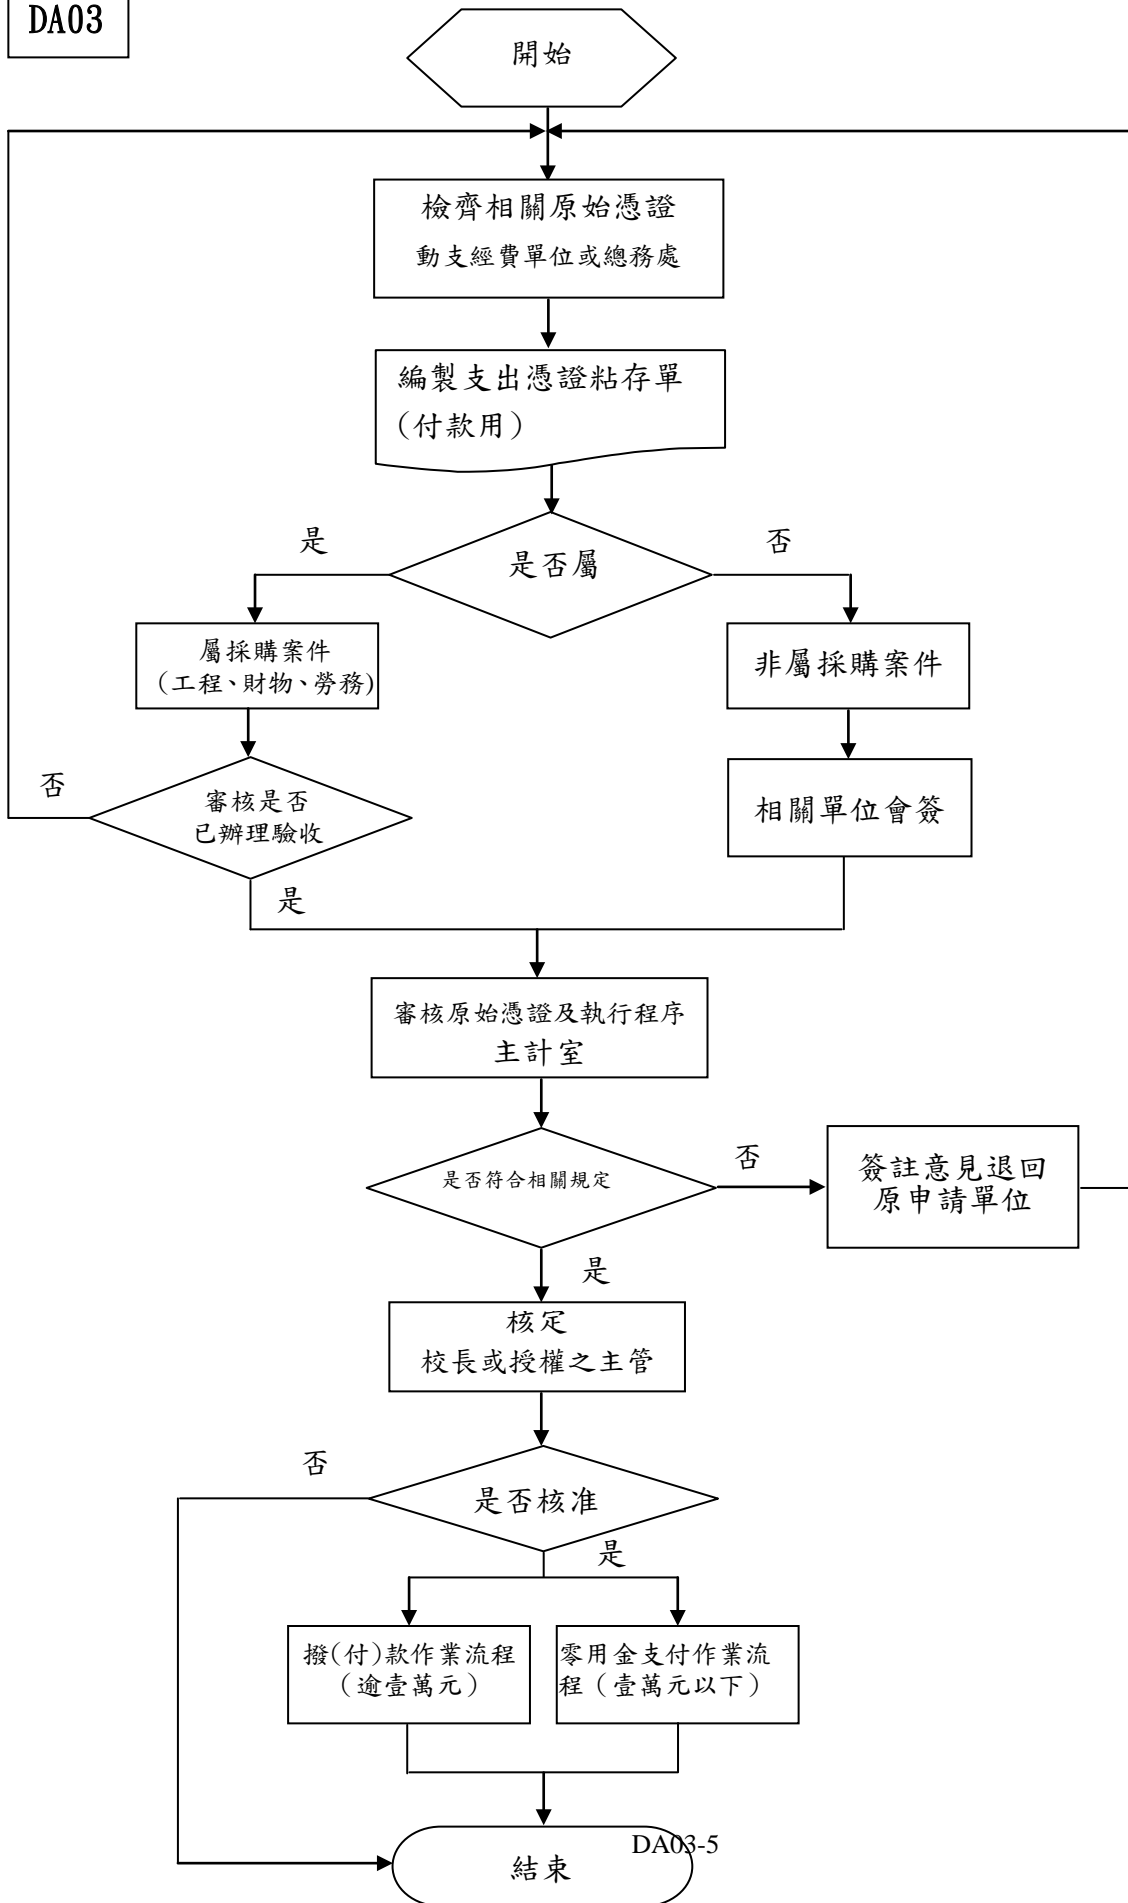 DA03
開始
檢齊相關原始憑證
動支經費單位或總務處
編製支出憑證粘存單
(付款用)
是
是否屬
否
屬採購案件
(工程、財物、勞務)
非屬採購案件
否
審核是否
已辦理驗收
相關單位會簽
是
審核原始憑證及執行程序
主計室
是否符合相關規定
否
簽註意見退回
原申請單位
是
核定
校長或授權之主管
否
是否核准
是
撥(付)款作業流程
(逾壹萬元)
零用金支付作業流
程(壹萬元以下)
DA03-5
結束